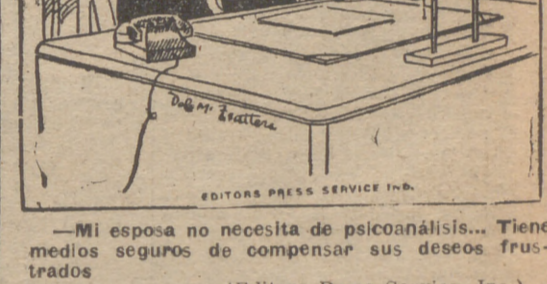 EDITORS PRESS SERVICE INC.
—Mi esposa no necesita de psicoanálisis... Tiene
medios seguros de compensar sus deseos frus-
trados